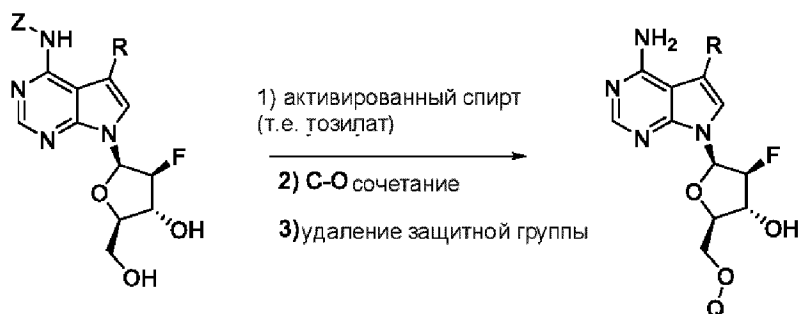 Z
NH
R
N
N
N
F
O
OH
OH
1) активированный спирт
(т.е. тозилат)
2) С-О сочетание
3)удаление защитной группы
NH2
R
N
N
N
F
O
OH
O
Q